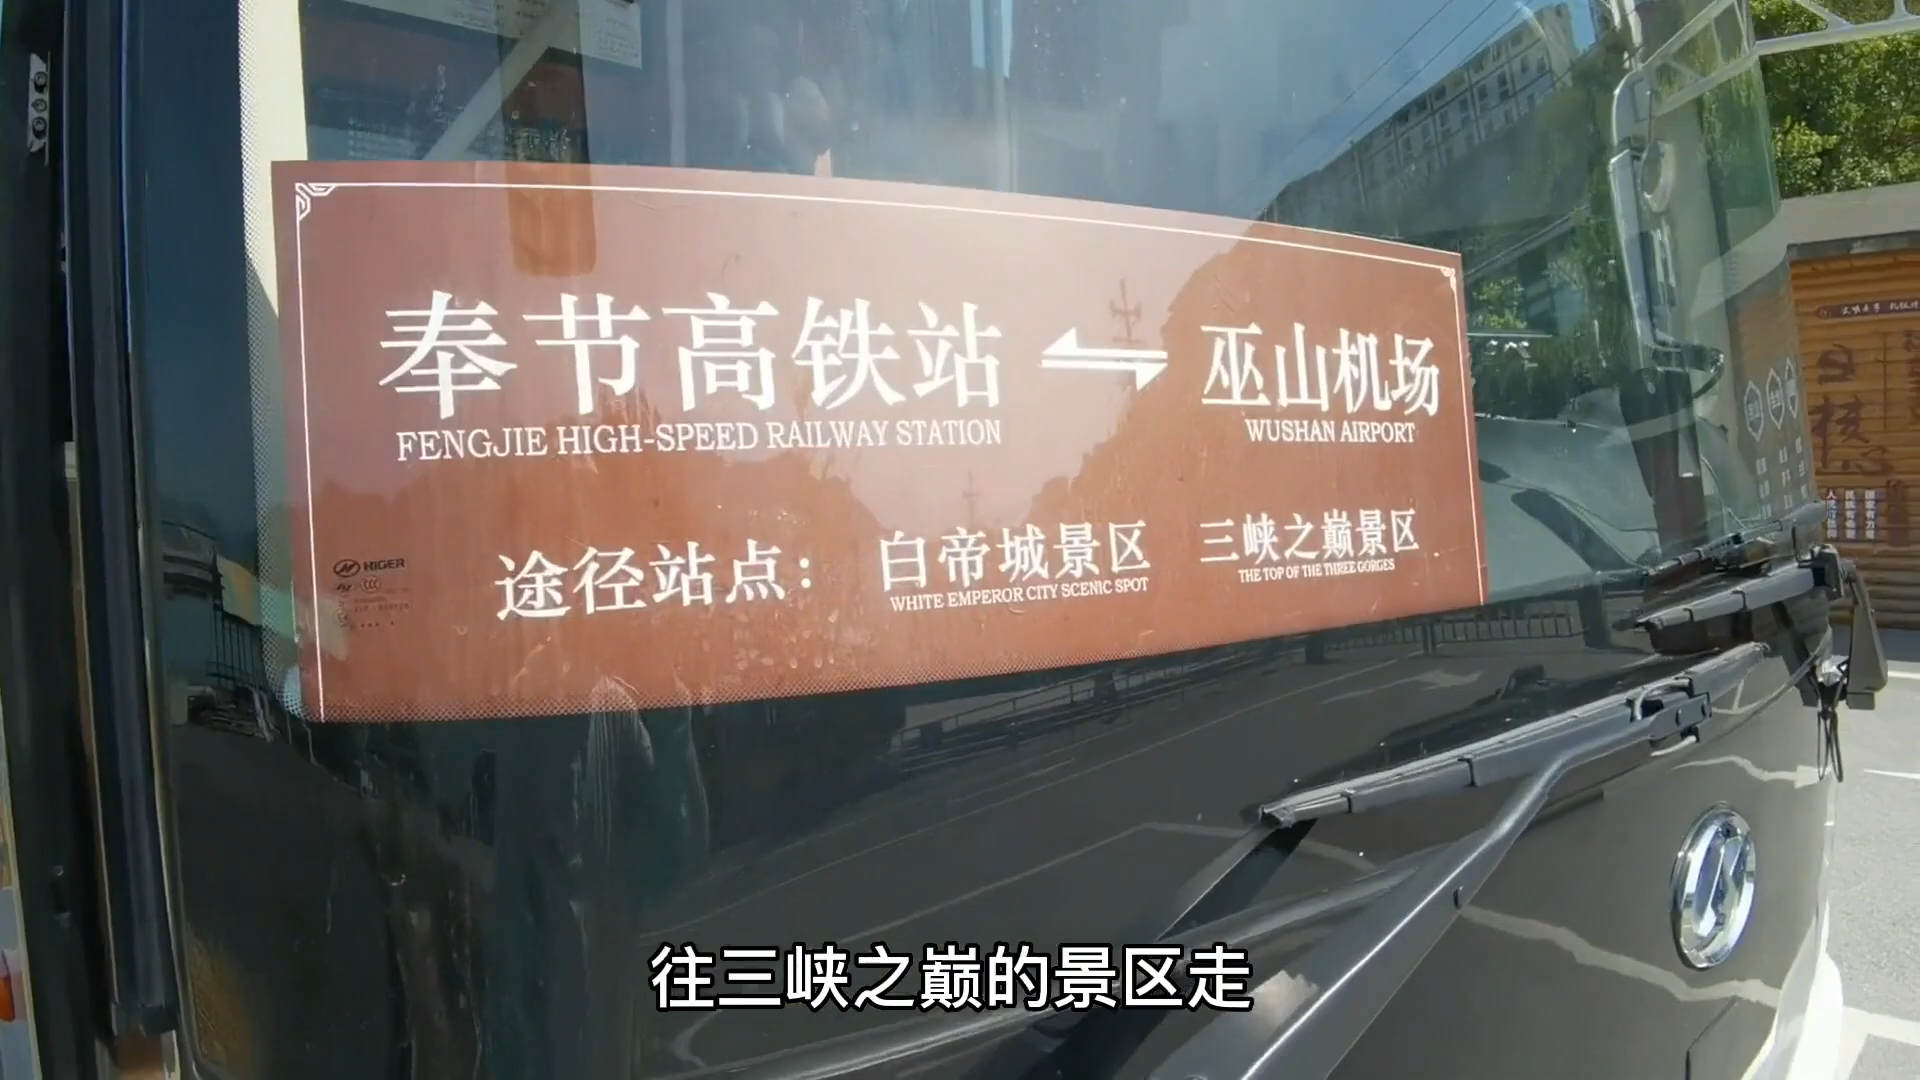 奉节高铁站 ⇌ 巫山机场
FENGJIE HIGH-SPEED RAILWAY STATION WUSHAN AIRPORT
途径站点： 白帝城景区 三峡之巅景区
WHITE EMPEROR CITY SCENIC SPOT THE TOP OF THE THREE GORGES
HIGER
往三峡之巅的景区走